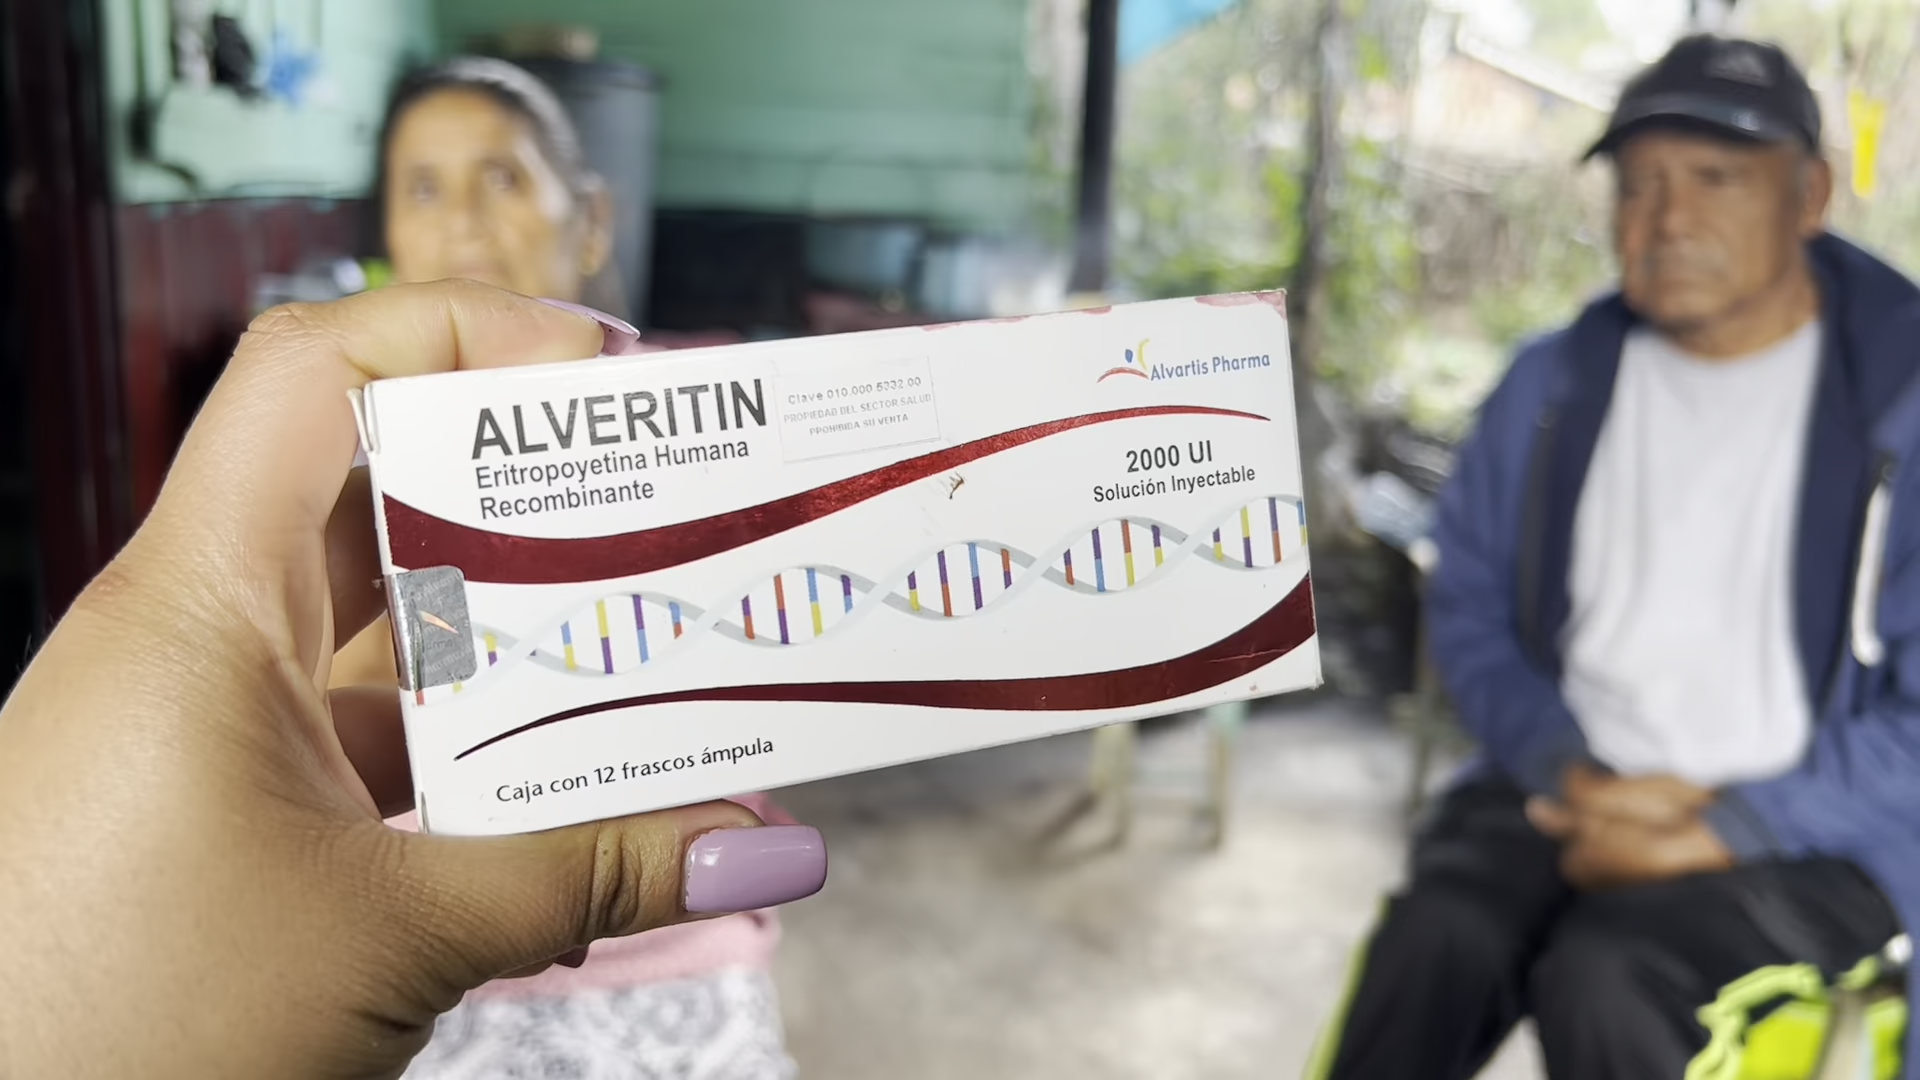 ALVERITIN
Eritropoyetina Humana
Recombinante
Clave 010.000 5332.00
PROPIEDAD DEL SECTOR SALUD
PROHIBIDA SU VENTA
Alvartis Pharma
2000 UI
Solución Inyectable
Caja con 12 frascos ámpula